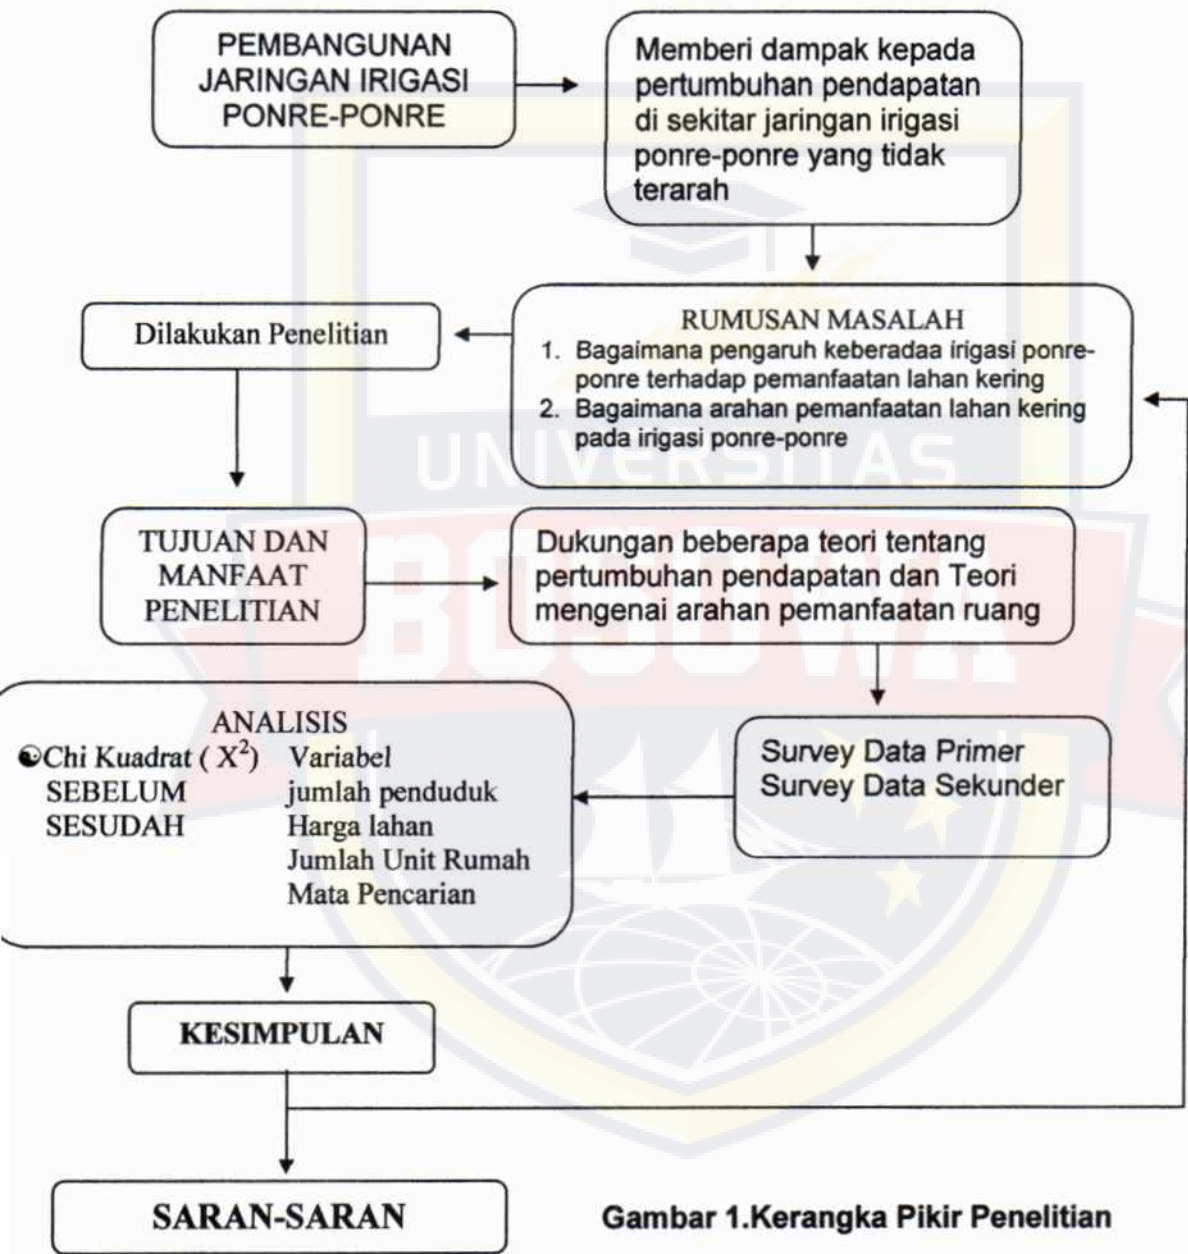 PEMBANGUNAN
JARINGAN IRIGASI
PONRE-PONRE
Memberi dampak kepada
pertumbuhan pendapatan
di sekitar jaringan irigasi
ponre-ponre yang tidak
terarah
RUMUSAN MASALAH
1. Bagaimana pengaruh keberadaa irigasi ponre-
ponre terhadap pemanfaatan lahan kering
2. Bagaimana arahan pemanfaatan lahan kering
pada irigasi ponre-ponre
Dilakukan Penelitian
TUJUAN DAN
MANFAAT
PENELITIAN
Dukungan beberapa teori tentang
pertumbuhan pendapatan dan Teori
mengenai arahan pemanfaatan ruang
Survey Data Primer
Survey Data Sekunder
ANALISIS
☯Chi Kuadrat ( X²) Variabel
SEBELUM jumlah penduduk
SESUDAH Harga lahan
Jumlah Unit Rumah
Mata Pencarian
KESIMPULAN
SARAN-SARAN
Gambar 1.Kerangka Pikir Penelitian
UNIVERSITAS
BOSOWA